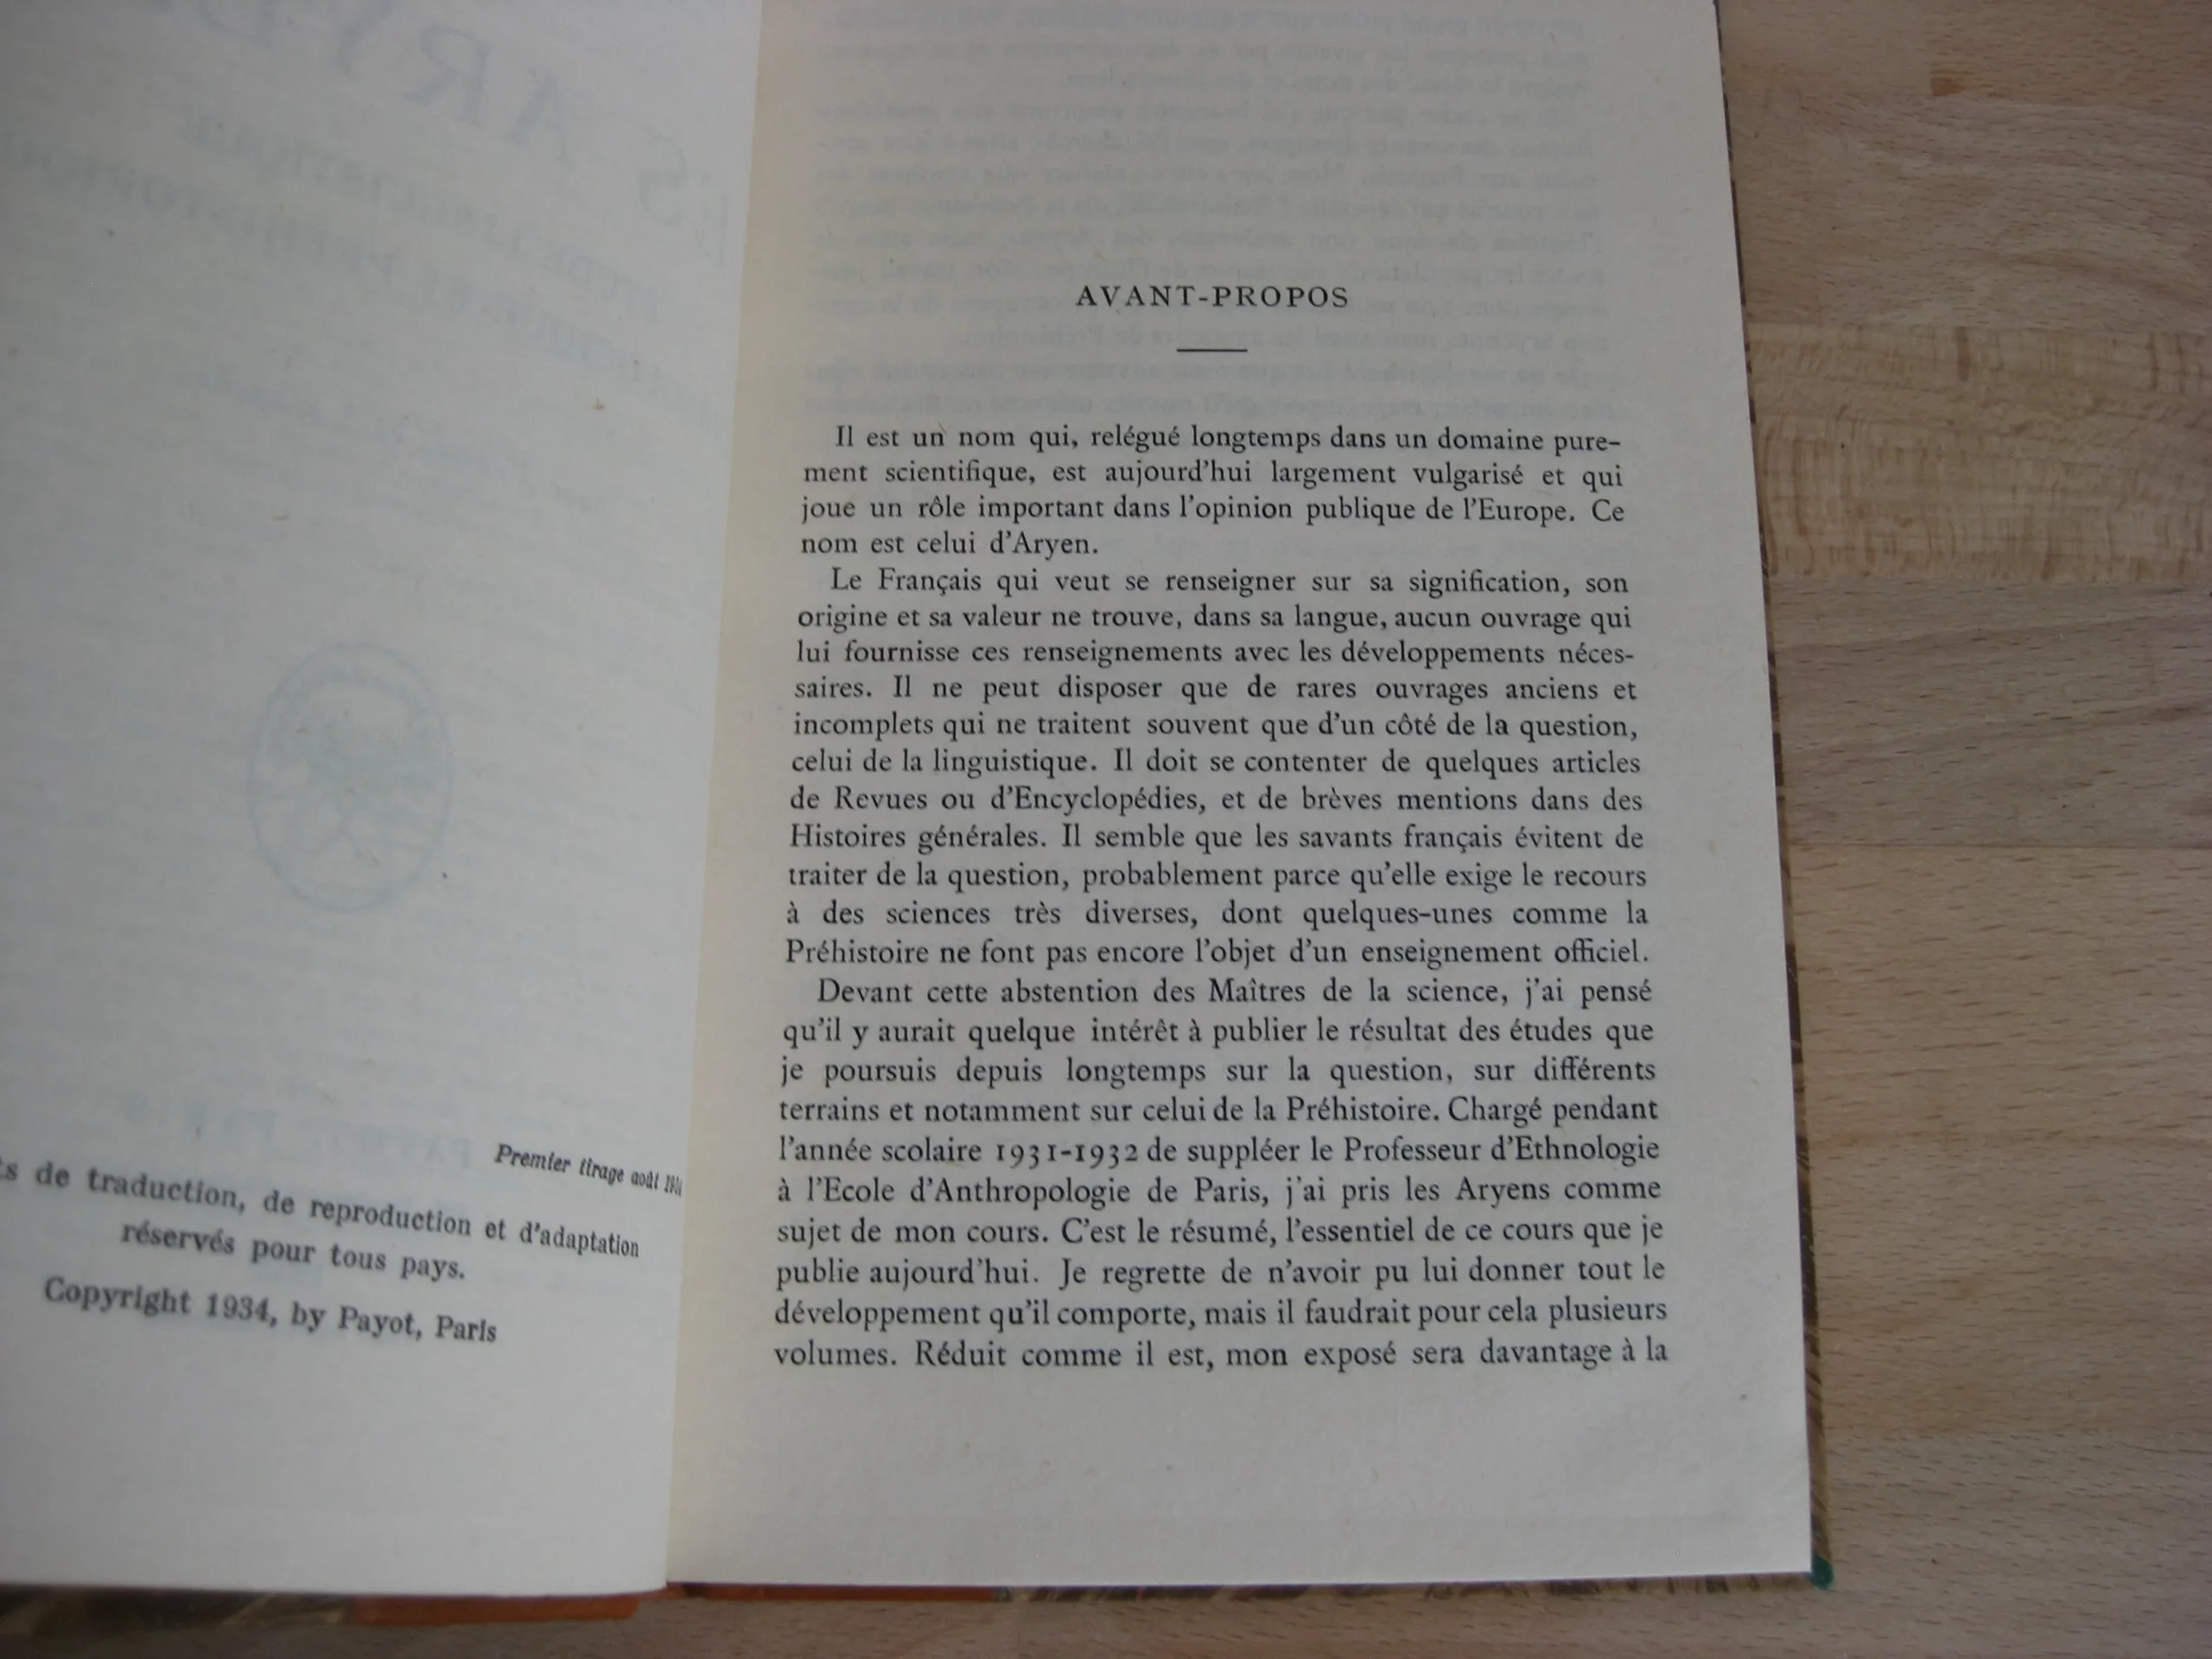 Premier tirage août
de traduction, de reproduction et d'adaptation
réservés pour tous pays.
Copyright 1934, by Payot, Paris
AVANT-PROPOS
Il est un nom qui, relégué longtemps dans un domaine pure-
ment scientifique, est aujourd'hui largement vulgarisé et qui
joue un rôle important dans l'opinion publique de l'Europe. Ce
nom est celui d'Aryen.
Le Français qui veut se renseigner sur sa signification, son
origine et sa valeur ne trouve, dans sa langue, aucun ouvrage qui
lui fournisse ces renseignements avec les développements néces-
saires. Il ne peut disposer que de rares ouvrages anciens et
incomplets qui ne traitent souvent que d'un côté de la question,
celui de la linguistique. Il doit se contenter de quelques articles
de Revues ou d'Encyclopédies, et de brèves mentions dans des
Histoires générales. Il semble que les savants français évitent de
traiter de la question, probablement parce qu'elle exige le recours
à des sciences très diverses, dont quelques-unes comme la
Préhistoire ne font pas encore l'objet d'un enseignement officiel.
Devant cette abstention des Maîtres de la science, j'ai pensé
qu'il y aurait quelque intérêt à publier le résultat des études que
je poursuis depuis longtemps sur la question, sur différents
terrains et notamment sur celui de la Préhistoire. Chargé pendant
l'année scolaire 1931-1932 de suppléer le Professeur d'Ethnologie
à l'Ecole d'Anthropologie de Paris, j'ai pris les Aryens comme
sujet de mon cours. C'est le résumé, l'essentiel de ce cours que je
publie aujourd'hui. Je regrette de n'avoir pu lui donner tout le
développement qu'il comporte, mais il faudrait pour cela plusieurs
volumes. Réduit comme il est, mon exposé sera davantage à la